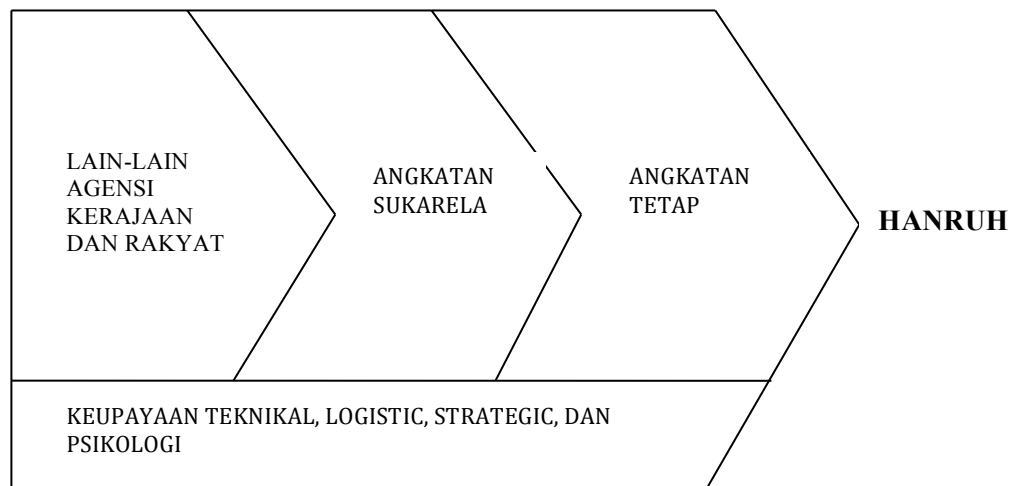 LAIN-LAIN
AGENSI
KERAJAAN
DAN RAKYAT
ANGKATAN
SUKARELA
ANGKATAN
TETAP
HANRUH
KEUPAYAAN TEKNIKAL, LOGISTIC, STRATEGIC, DAN
PSIKOLOGI